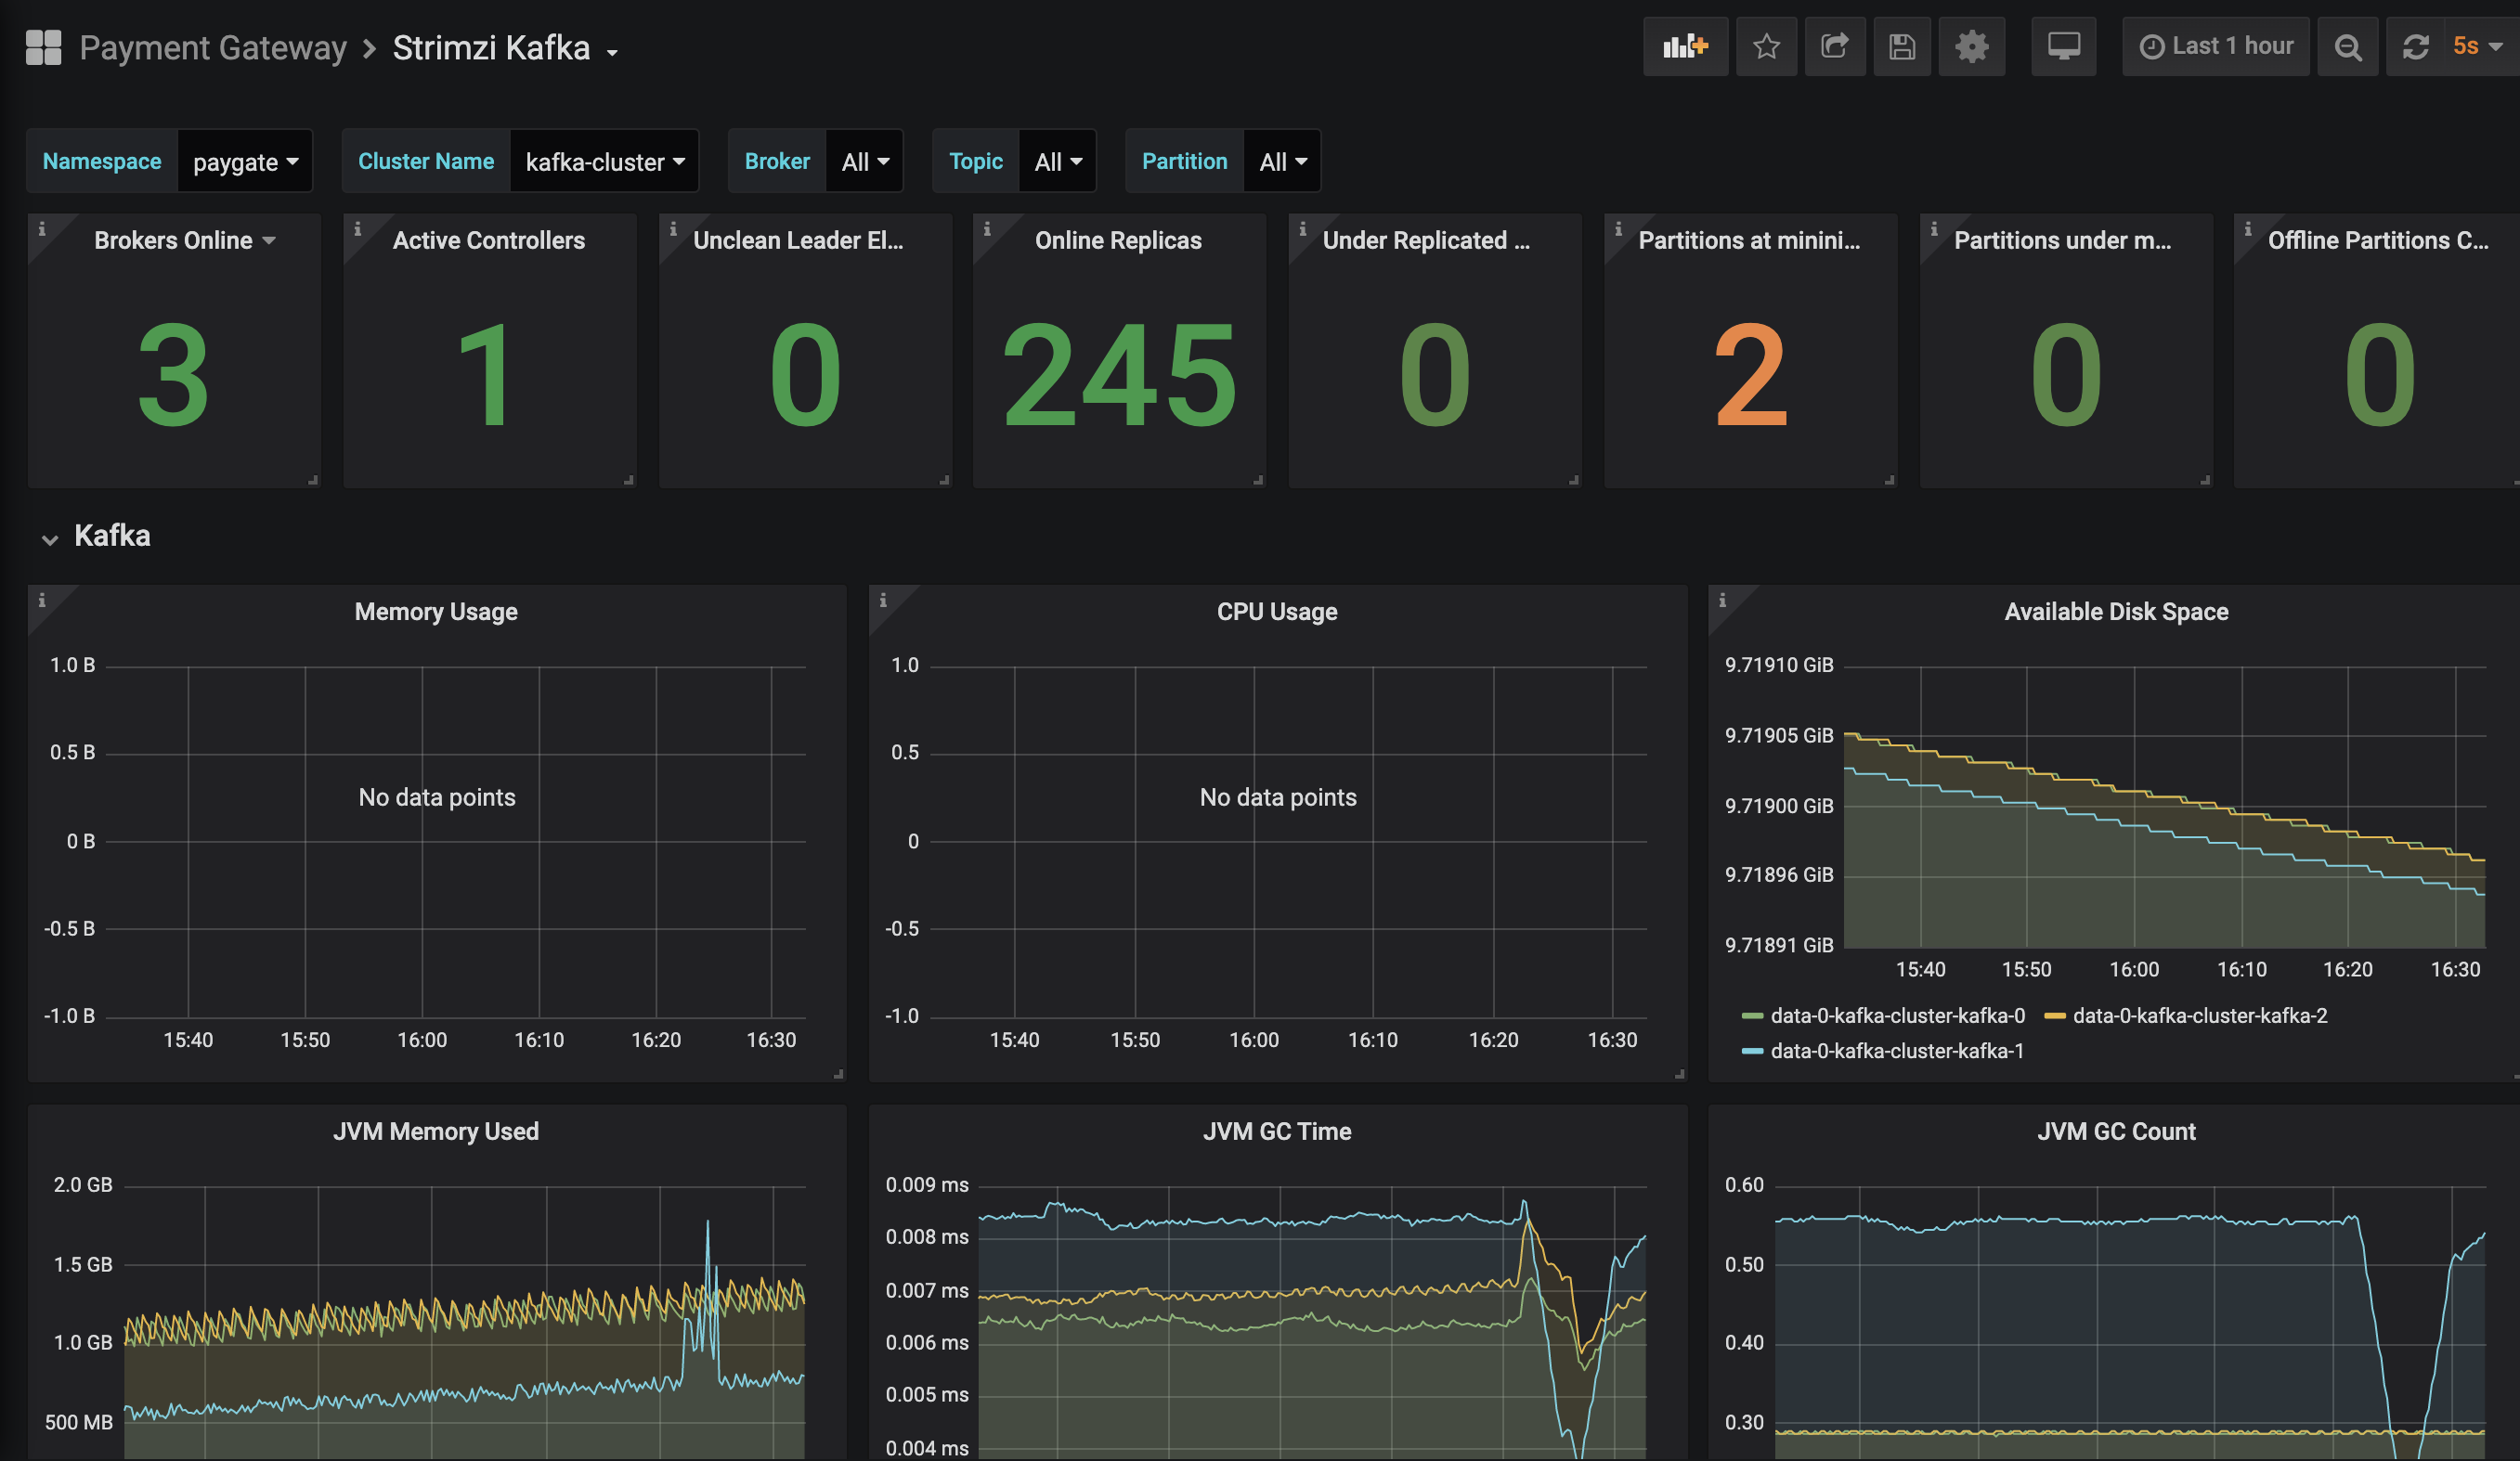 Payment Gateway > Strimzi Kafka
Last 1 hour
5s
Namespace paygate Cluster Name kafka-cluster Broker All Topic All Partition All
Brokers Online
Active Controllers
Unclean Leader El...
Online Replicas
Under Replicated ...
Partitions at minini...
Partitions under m...
Offline Partitions C...
3
1
0
245
0
2
0
0
Kafka
Memory Usage
1.0 B
0.5 B
0 B
-0.5 B
-1.0 B
No data points
15:40 15:50 16:00 16:10 16:20 16:30
CPU Usage
1.0
0.5
0
-0.5
-1.0
No data points
15:40 15:50 16:00 16:10 16:20 16:30
Available Disk Space
9.71910 GiB
9.71905 GiB
9.71900 GiB
9.71896 GiB
9.71891 GiB
15:40 15:50 16:00 16:10 16:20 16:30
data-0-kafka-cluster-kafka-0 data-0-kafka-cluster-kafka-2
data-0-kafka-cluster-kafka-1
JVM Memory Used
2.0 GB
1.5 GB
1.0 GB
500 MB
JVM GC Time
0.009 ms
0.008 ms
0.007 ms
0.006 ms
0.005 ms
0.004 ms
JVM GC Count
0.60
0.50
0.40
0.30